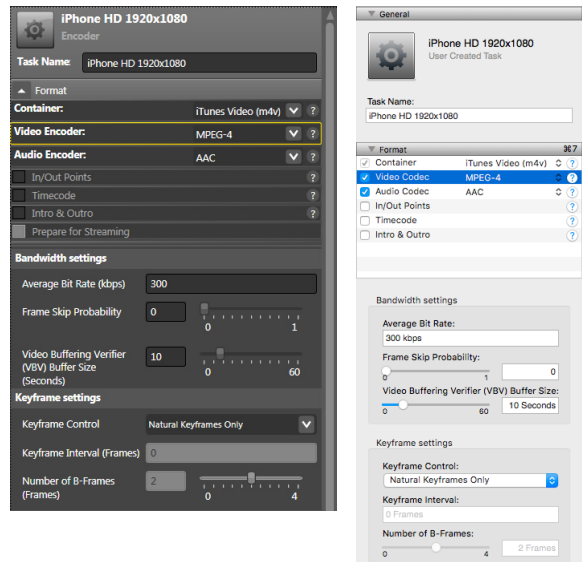 iPhone HD 1920x1080
Encoder
Task Name: iPhone HD 1920x1080
Format
Container: iTunes Video (m4v) ?
Video Encoder: MPEG-4 ?
Audio Encoder: AAC ?
In/Out Points ?
Timecode ?
Intro & Outro ?
Prepare for Streaming
Bandwidth settings
Average Bit Rate (kbps) 300
Frame Skip Probability 0
0 1
Video Buffering Verifier
(VBV) Buffer Size
(Seconds)
10
0 60
Keyframe settings
Keyframe Control Natural Keyframes Only
Keyframe Interval (Frames) 0
Number of B-Frames
(Frames)
2
0 4
General
iPhone HD 1920x1080
User Created Task
Task Name:
iPhone HD 1920x1080
Format ⌘7
Container iTunes Video (m4v) ?
Video Codec MPEG-4 ?
Audio Codec AAC ?
In/Out Points ?
Timecode ?
Intro & Outro ?
Bandwidth settings
Average Bit Rate:
300 kbps
Frame Skip Probability:
0 1 0
Video Buffering Verifier (VBV) Buffer Size:
0 60 10 Seconds
Keyframe settings
Keyframe Control:
Natural Keyframes Only
Keyframe Interval:
0 Frames
Number of B-Frames:
0 4 2 Frames